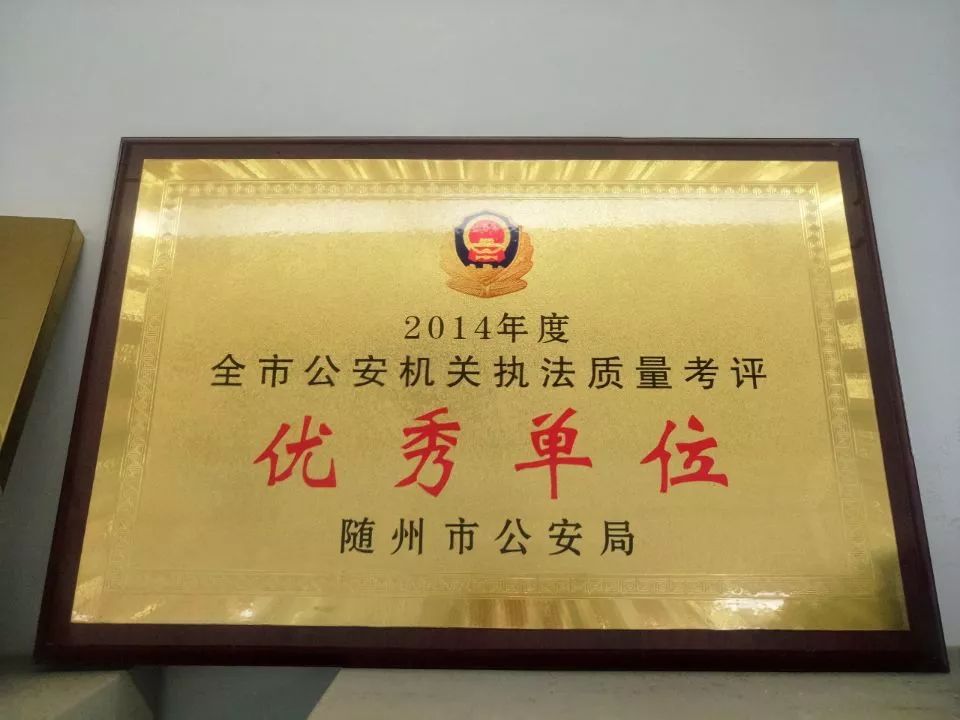 2014年度
全市公安机关执法质量考评
优秀单位
随州市公安局